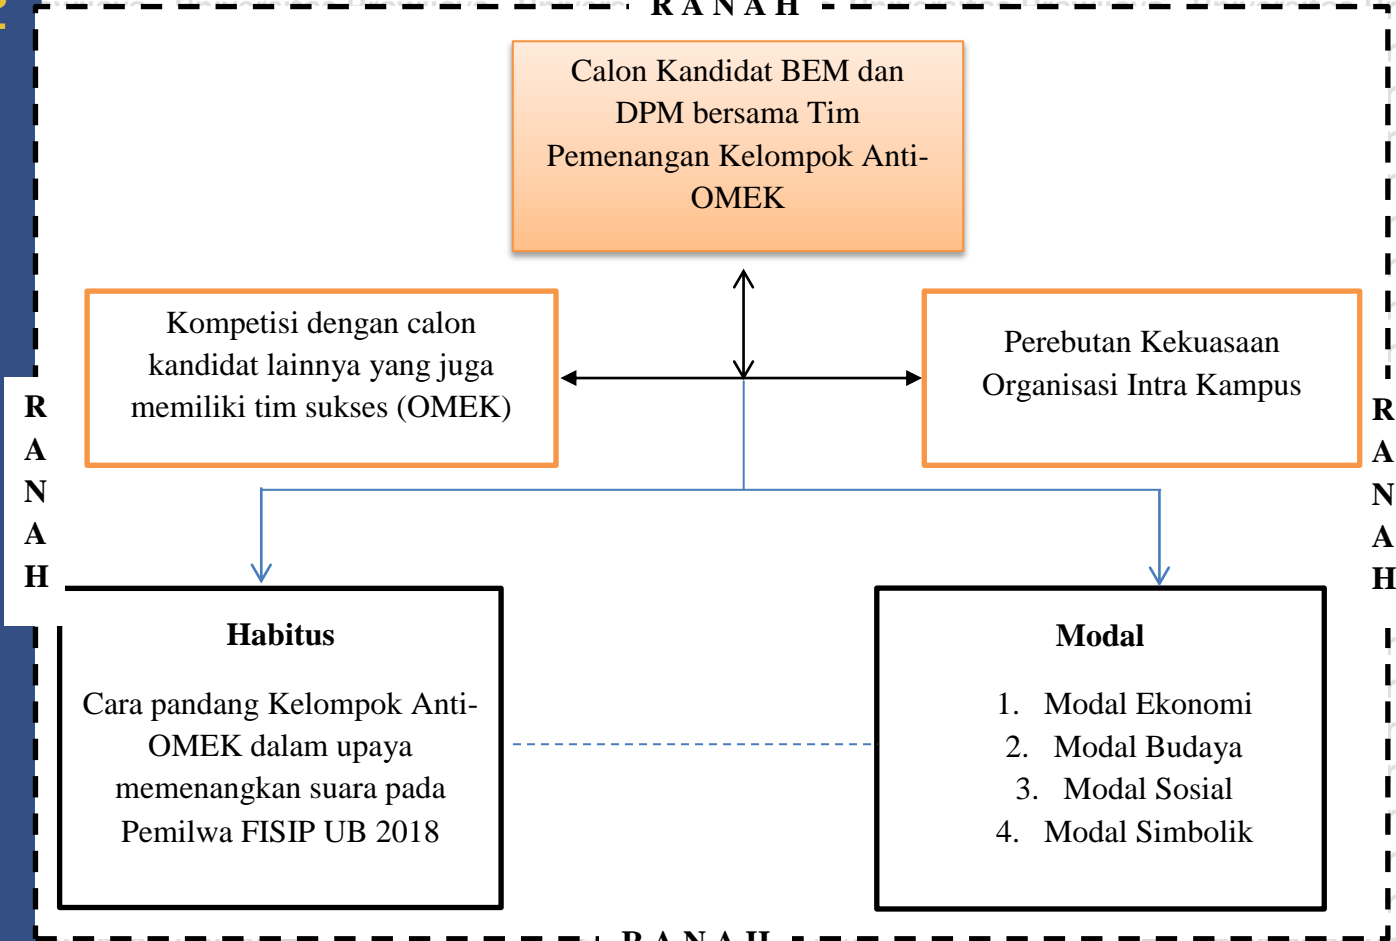 RANAH
Calon Kandidat BEM dan
DPM bersama Tim
Pemenangan Kelompok Anti-
OMEK
Kompetisi dengan calon
kandidat lainnya yang juga
memiliki tim sukses (OMEK)
Perebutan Kekuasaan
Organisasi Intra Kampus
R
A
N
A
H
R
A
N
A
H
Habitus
Cara pandang Kelompok Anti-
OMEK dalam upaya
memenangkan suara pada
Pemilwa FISIP UB 2018
Modal
1. Modal Ekonomi
2. Modal Budaya
3. Modal Sosial
4. Modal Simbolik
RANAH